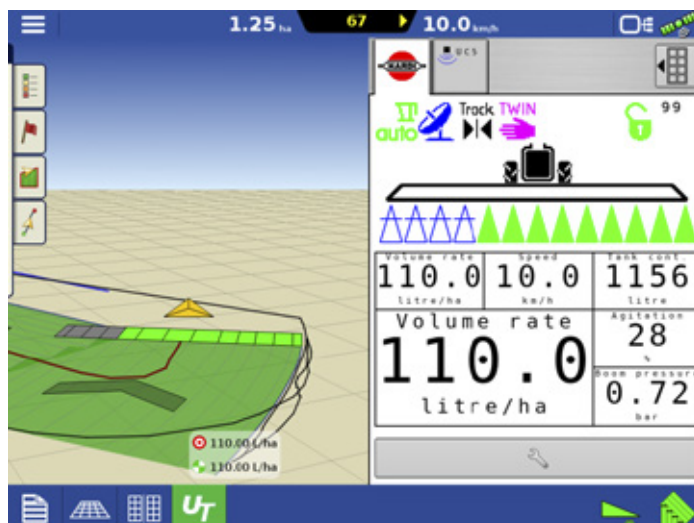 1.25 ha
67
10.0 km/h
HARDI
UCS
auto
Track
TWIN
99
Volume rate
110.0
litre/ha
Speed
10.0
km/h
Tank cont.
1156
litre
Volume rate
110.0
litre/ha
Agitation
28
%
Boom pressure
0.72
bar
110.00 L/ha
110.00 L/ha
UT